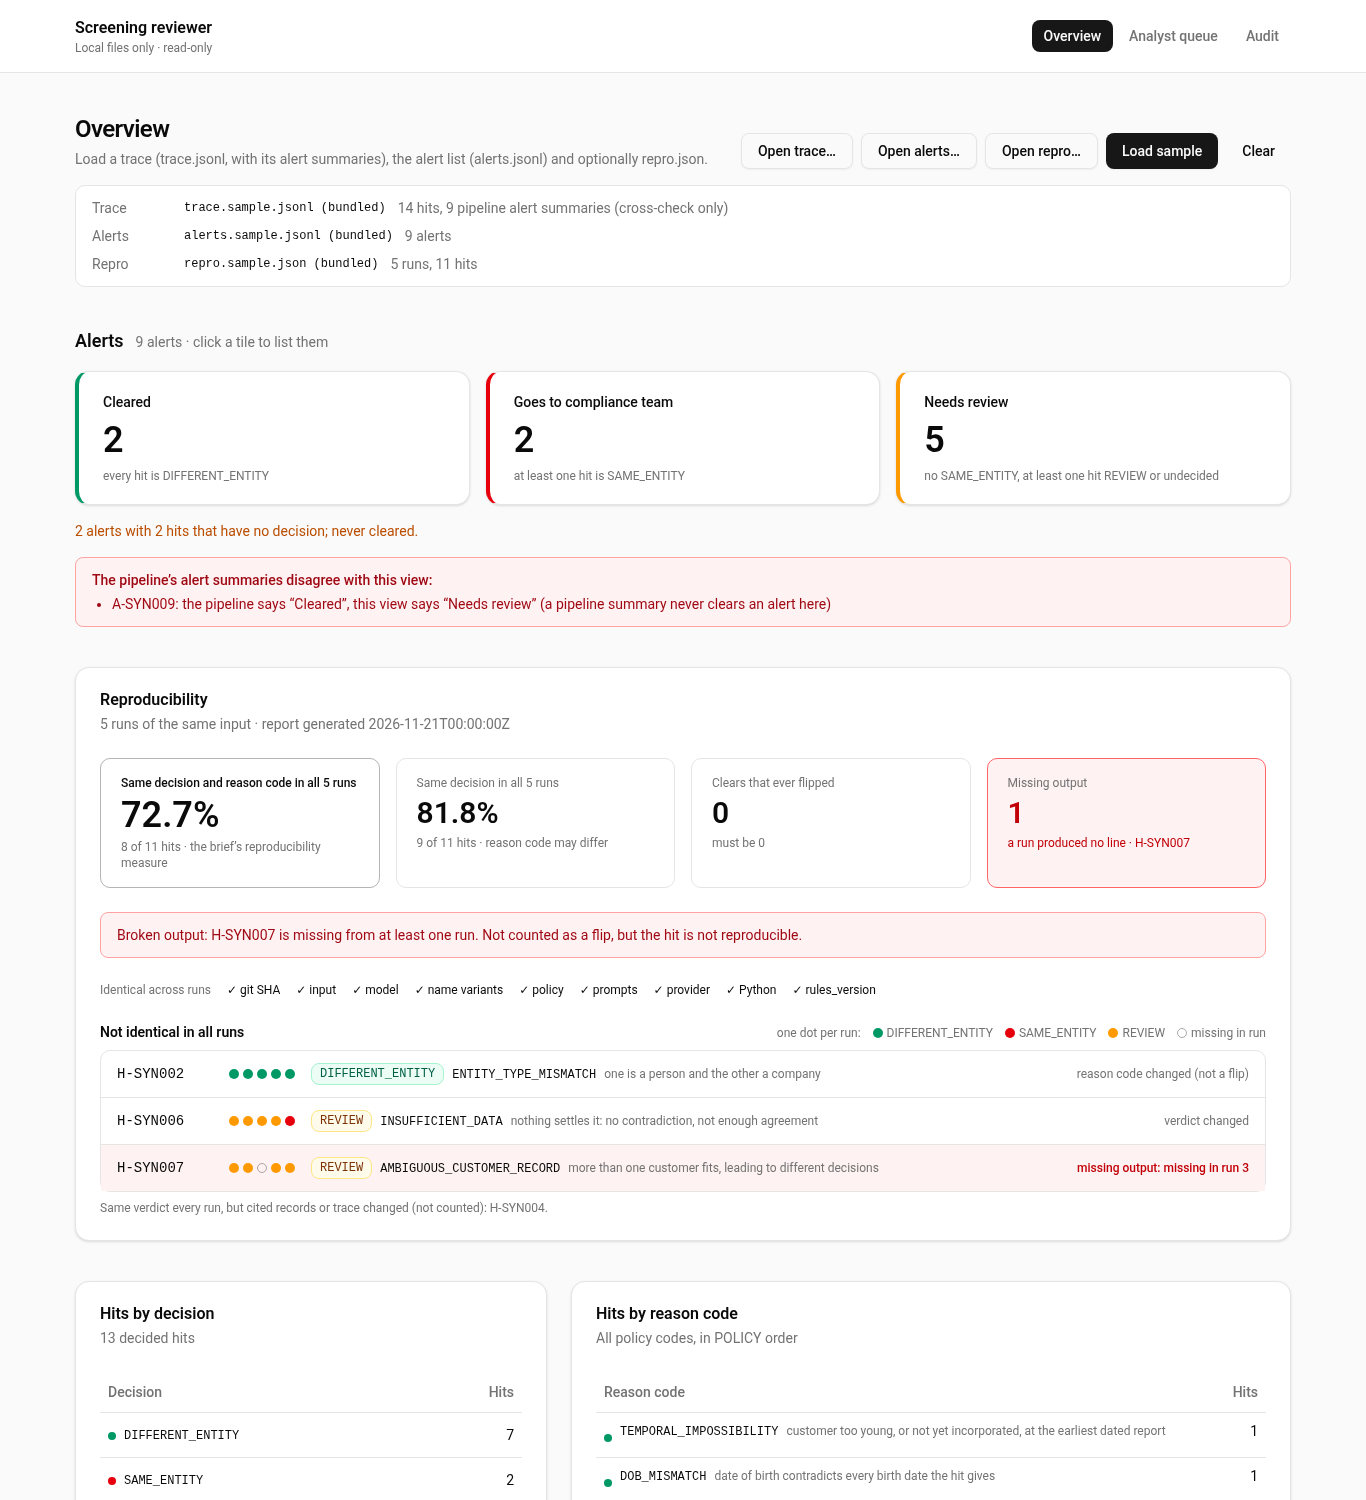 Screening reviewer
Local files only · read-only
Overview
Analyst queue
Audit
Overview
Load a trace (trace.jsonl, with its alert summaries), the alert list (alerts.jsonl) and optionally repro.json.
Open trace…
Open alerts…
Open repro…
Load sample
Clear
Trace trace.sample.jsonl (bundled) 14 hits, 9 pipeline alert summaries (cross-check only)
Alerts alerts.sample.jsonl (bundled) 9 alerts
Repro repro.sample.json (bundled) 5 runs, 11 hits
Alerts 9 alerts · click a tile to list them
Cleared
2
every hit is DIFFERENT_ENTITY
Goes to compliance team
2
at least one hit is SAME_ENTITY
Needs review
5
no SAME_ENTITY, at least one hit REVIEW or undecided
2 alerts with 2 hits that have no decision; never cleared.
The pipeline’s alert summaries disagree with this view:
• A-SYN009: the pipeline says “Cleared”, this view says “Needs review” (a pipeline summary never clears an alert here)
Reproducibility
5 runs of the same input · report generated 2026-11-21T00:00:00Z
Same decision and reason code in all 5 runs
72.7%
8 of 11 hits · the brief’s reproducibility
measure
Same decision in all 5 runs
81.8%
9 of 11 hits · reason code may differ
Clears that ever flipped
0
must be 0
Missing output
1
a run produced no line · H-SYN007
Broken output: H-SYN007 is missing from at least one run. Not counted as a flip, but the hit is not reproducible.
Identical across runs ✓ git SHA ✓ input ✓ model ✓ name variants ✓ policy ✓ prompts ✓ provider ✓ Python ✓ rules_version
Not identical in all runs
one dot per run: DIFFERENT_ENTITY SAME_ENTITY REVIEW missing in run
H-SYN002 DIFFERENT_ENTITY ENTITY_TYPE_MISMATCH one is a person and the other a company reason code changed (not a flip)
H-SYN006 REVIEW INSUFFICIENT_DATA nothing settles it: no contradiction, not enough agreement verdict changed
H-SYN007 REVIEW AMBIGUOUS_CUSTOMER_RECORD more than one customer fits, leading to different decisions missing output: missing in run 3
Same verdict every run, but cited records or trace changed (not counted): H-SYN004.
Hits by decision
13 decided hits
Decision Hits
DIFFERENT_ENTITY 7
SAME_ENTITY 2
Hits by reason code
All policy codes, in POLICY order
Reason code Hits
TEMPORAL_IMPOSSIBILITY customer too young, or not yet incorporated, at the earliest dated report 1
DOB_MISMATCH date of birth contradicts every birth date the hit gives 1